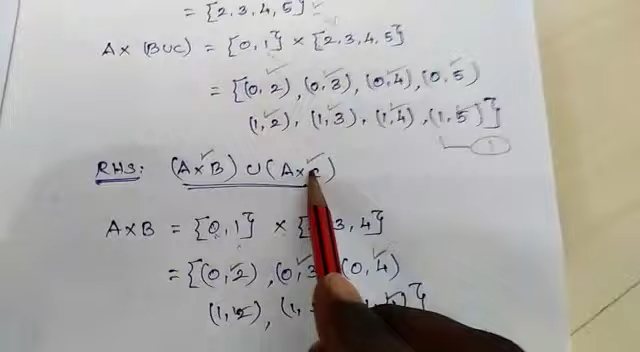 = {2,3,4,5}
A × (B∪C) = {0,1} × {2,3,4,5}
= {(0,2), (0,3), (0,4), (0,5)
(1,2), (1,3), (1,4), (1,5)}
1
RHS: (A×B) ∪ (A×C)
A×B = {0,1} × { 3,4}
= {(0,2), (0,3 (0,4)
(1,2), (1, }